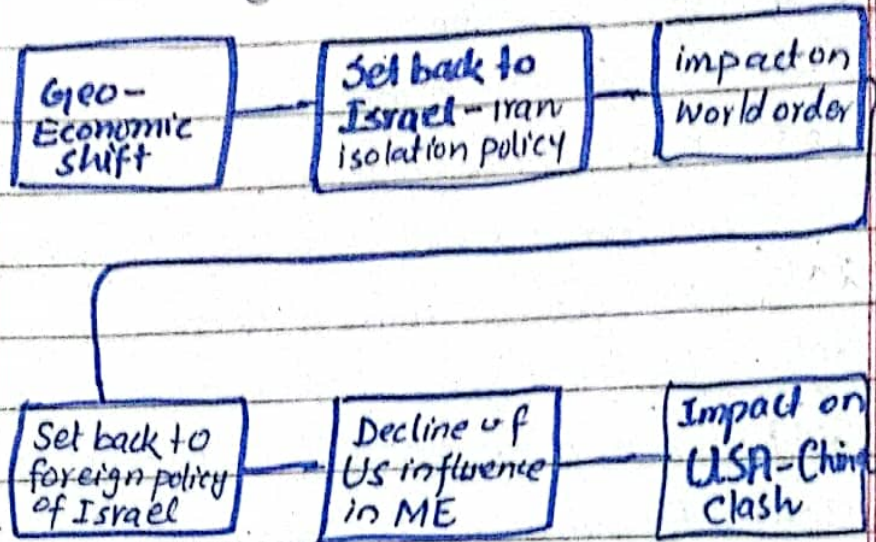 Geo-
Economic
shift
Set back to
Israel-iran
isolation policy
impact on
world order
Set back to
foreign policy
of Israel
Decline of
US influence
in ME
Impact on
USA-China
Clash